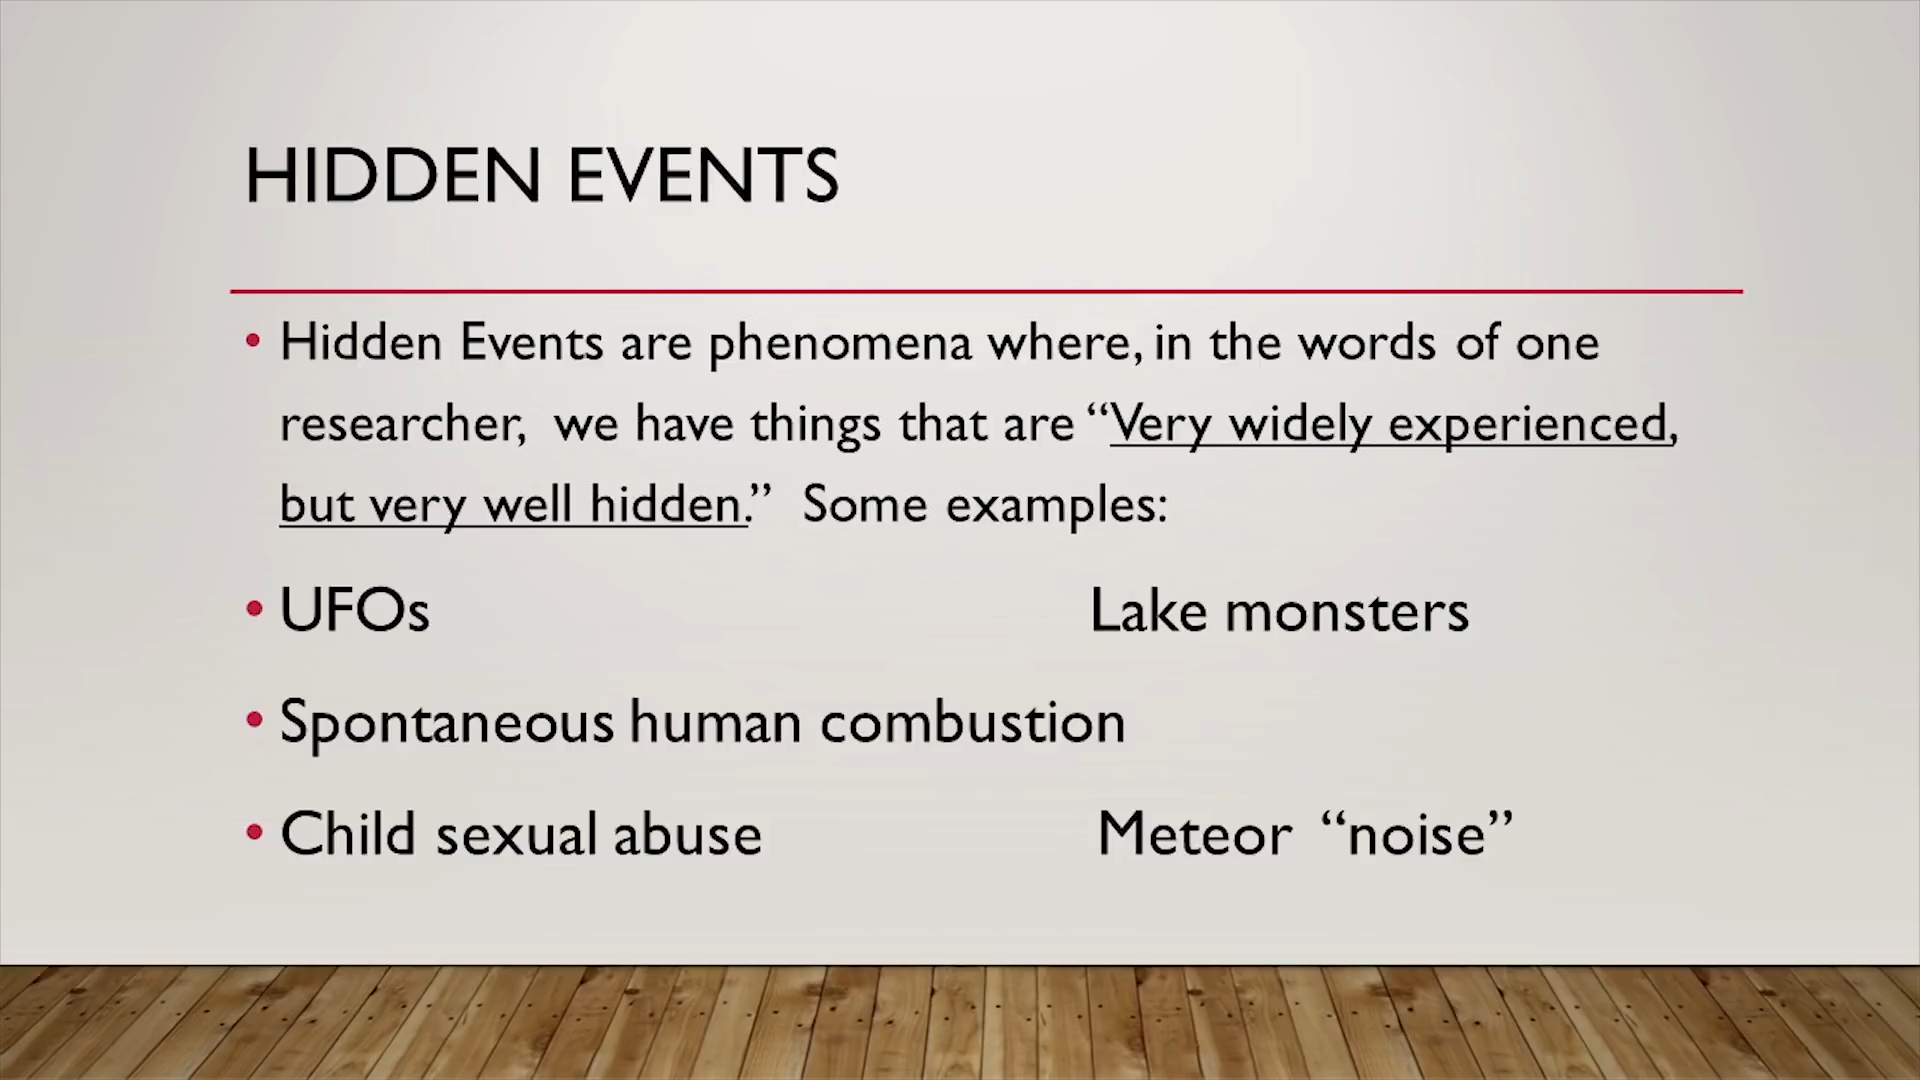 HIDDEN EVENTS
• Hidden Events are phenomena where, in the words of one
researcher, we have things that are “Very widely experienced,
but very well hidden.” Some examples:
• UFOs Lake monsters
• Spontaneous human combustion
• Child sexual abuse Meteor “noise”